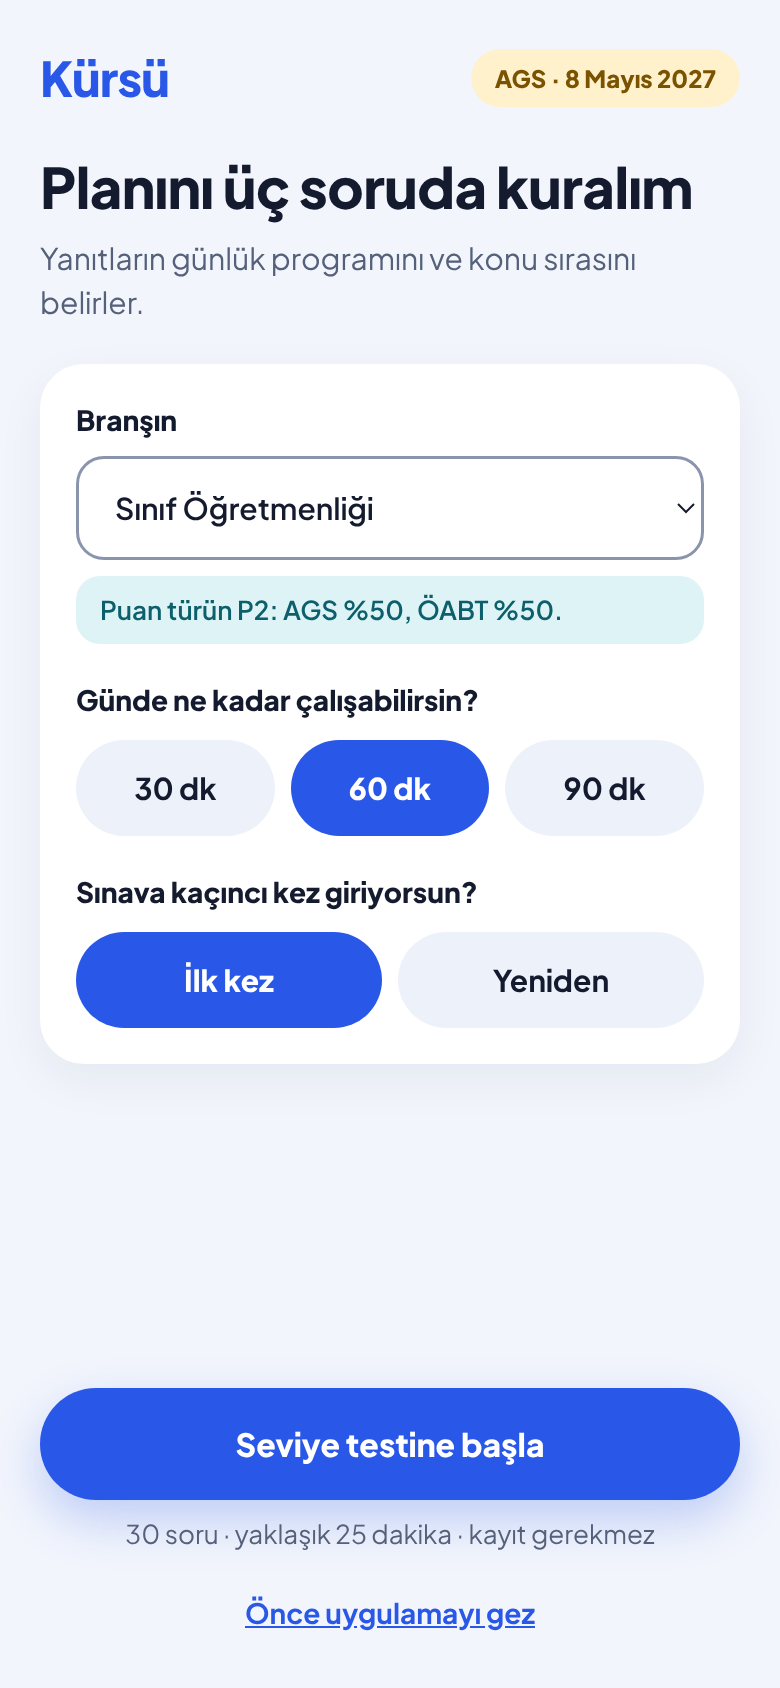 Kürsü
AGS · 8 Mayıs 2027
Planını üç soruda kuralım
Yanıtların günlük programını ve konu sırasını
belirler.
Branşın
Sınıf Öğretmenliği
Puan türün P2: AGS %50, ÖABT %50.
Günde ne kadar çalışabilirsin?
30 dk
60 dk
90 dk
Sınava kaçıncı kez giriyorsun?
İlk kez
Yeniden
Seviye testine başla
30 soru · yaklaşık 25 dakika · kayıt gerekmez
Önce uygulamayı gez